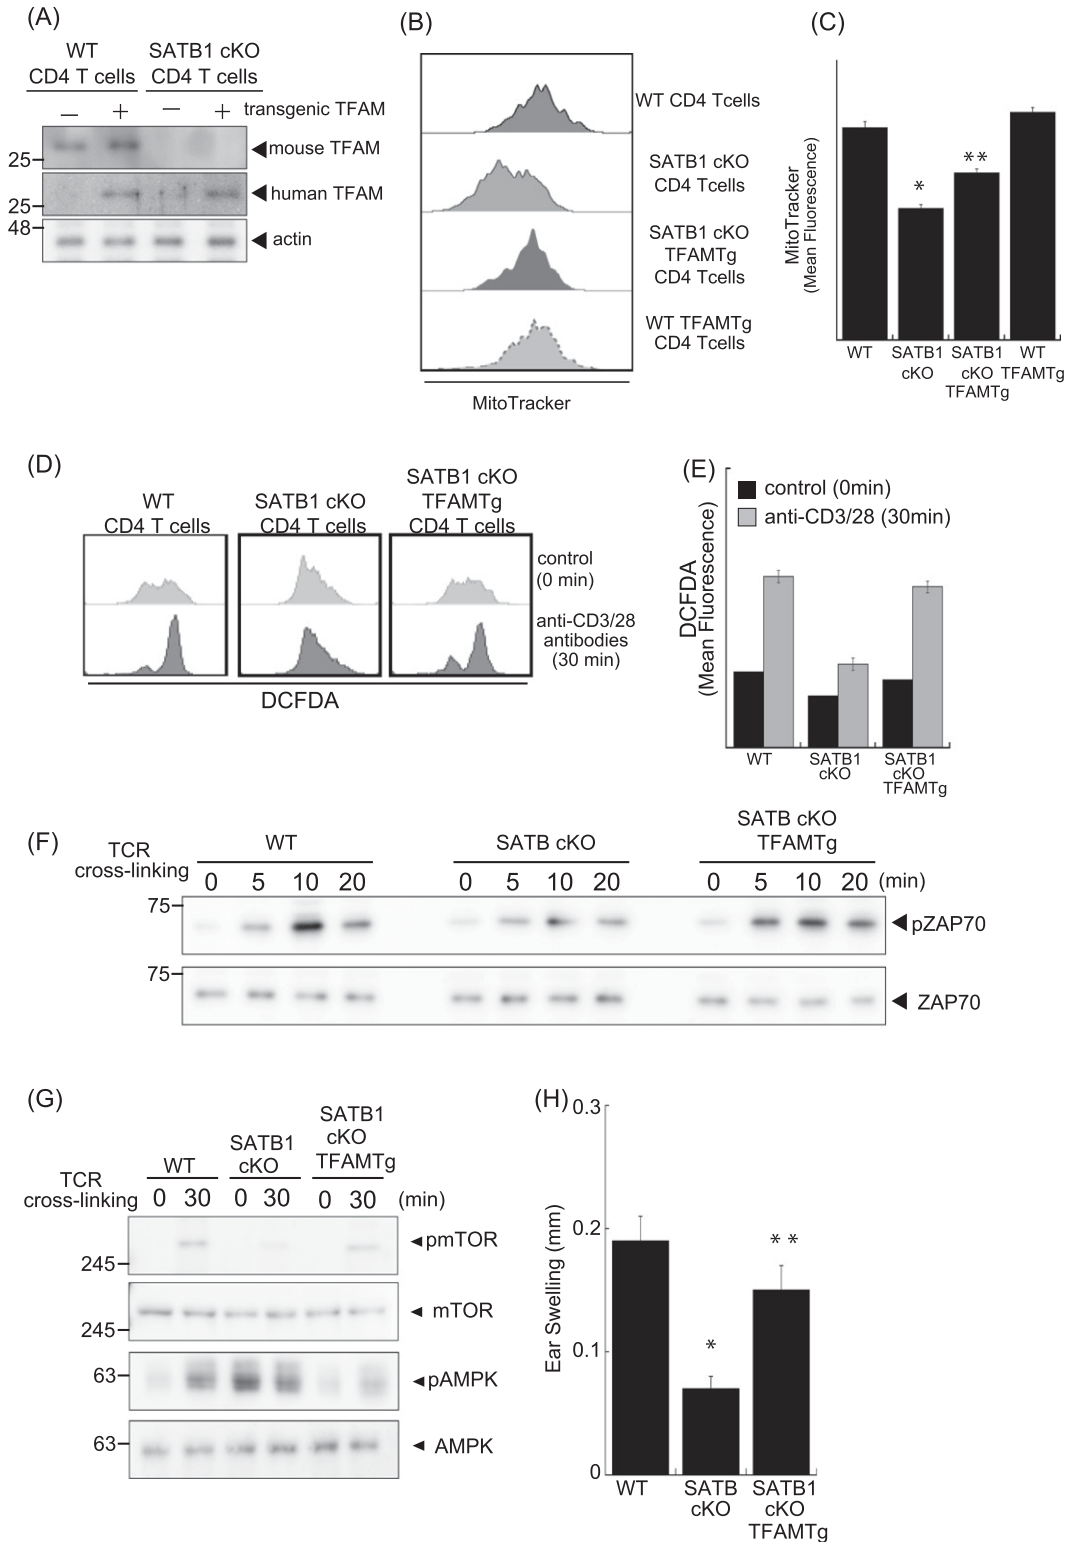 (A)
WT
CD4 T cells
SATB1 cKO
CD4 T cells
— + — + transgenic TFAM
25 mouse TFAM
25 human TFAM
48 actin
(B)
WT CD4 Tcells
SATB1 cKO
CD4 Tcells
SATB1 cKO
TFAMTg
CD4 Tcells
WT TFAMTg
CD4 Tcells
MitoTracker
(C)
MitoTracker
(Mean Fluorescence)
*
**
WT
SATB1
cKO
SATB1
cKO
TFAMTg
WT
TFAMTg
(D)
WT
CD4 T cells
SATB1 cKO
CD4 T cells
SATB1 cKO
TFAMTg
CD4 T cells
control
(0 min)
anti-CD3/28
antibodies
(30 min)
DCFDA
(E)
control (0min)
anti-CD3/28 (30min)
DCFDA
(Mean Fluorescence)
WT
SATB1
cKO
SATB1
cKO
TFAMTg
(F)
TCR
cross-linking
WT
SATB cKO
SATB cKO
TFAMTg
0 5 10 20 0 5 10 20 0 5 10 20 (min)
75 pZAP70
75 ZAP70
(G)
TCR
cross-linking
WT
SATB1
cKO
SATB1
cKO
TFAMTg
0 30 0 30 0 30 (min)
pmTOR
245
mTOR
245
63 pAMPK
63 AMPK
(H)
Ear Swelling (mm)
0.3
0.2
0.1
0
*
* *
WT
SATB
cKO
SATB1
cKO
TFAMTg